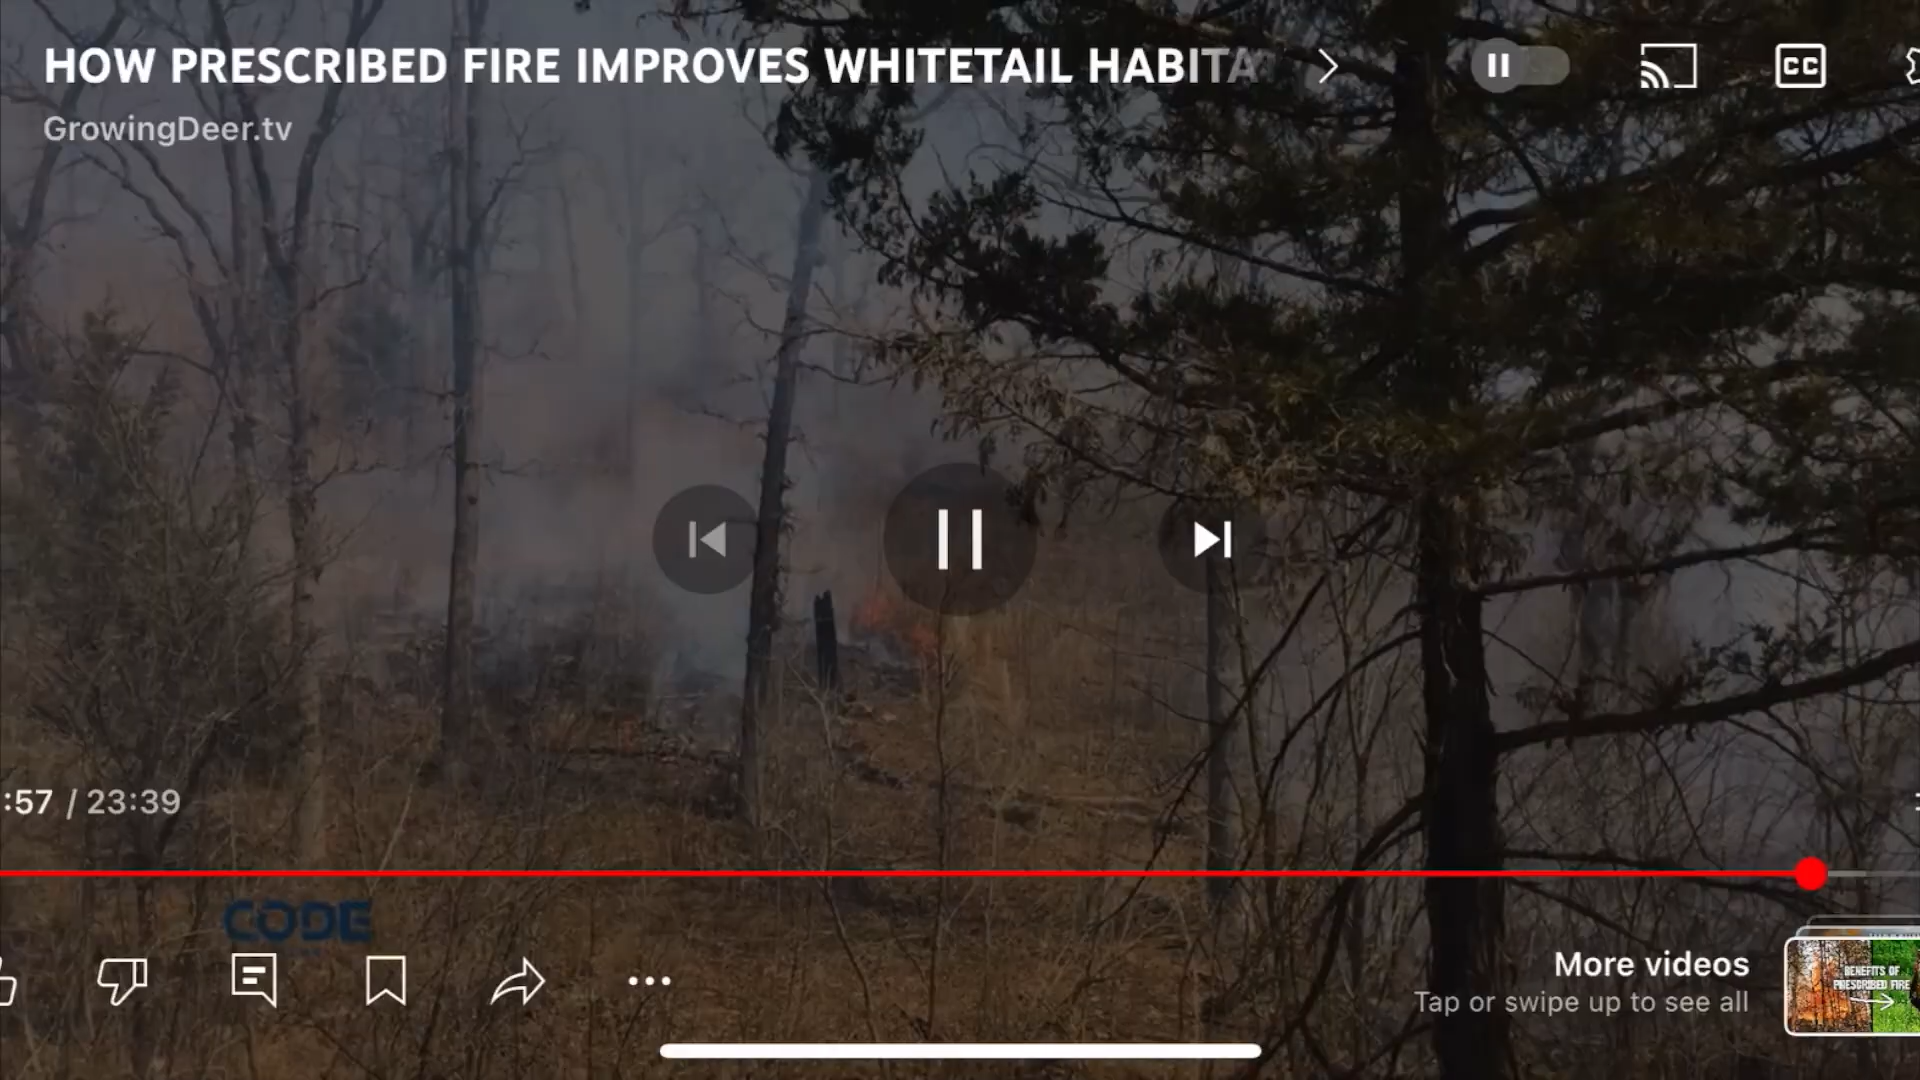 HOW PRESCRIBED FIRE IMPROVES WHITETAIL HABITA
GrowingDeer.tv
CC
:57 / 23:39
CODE
More videos
Tap or swipe up to see all
BENEFITS OF
PRESCRIBED FIRE